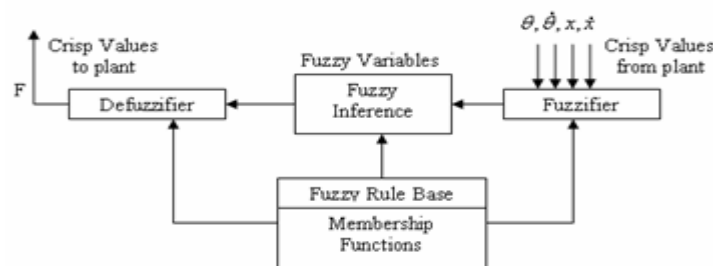 θ, θ̇, x, ẋ
Crisp Values
to plant
Crisp Values
from plant
Fuzzy Variables
F
Defuzzifier
Fuzzy
Inference
Fuzzifier
Fuzzy Rule Base
Membership
Functions